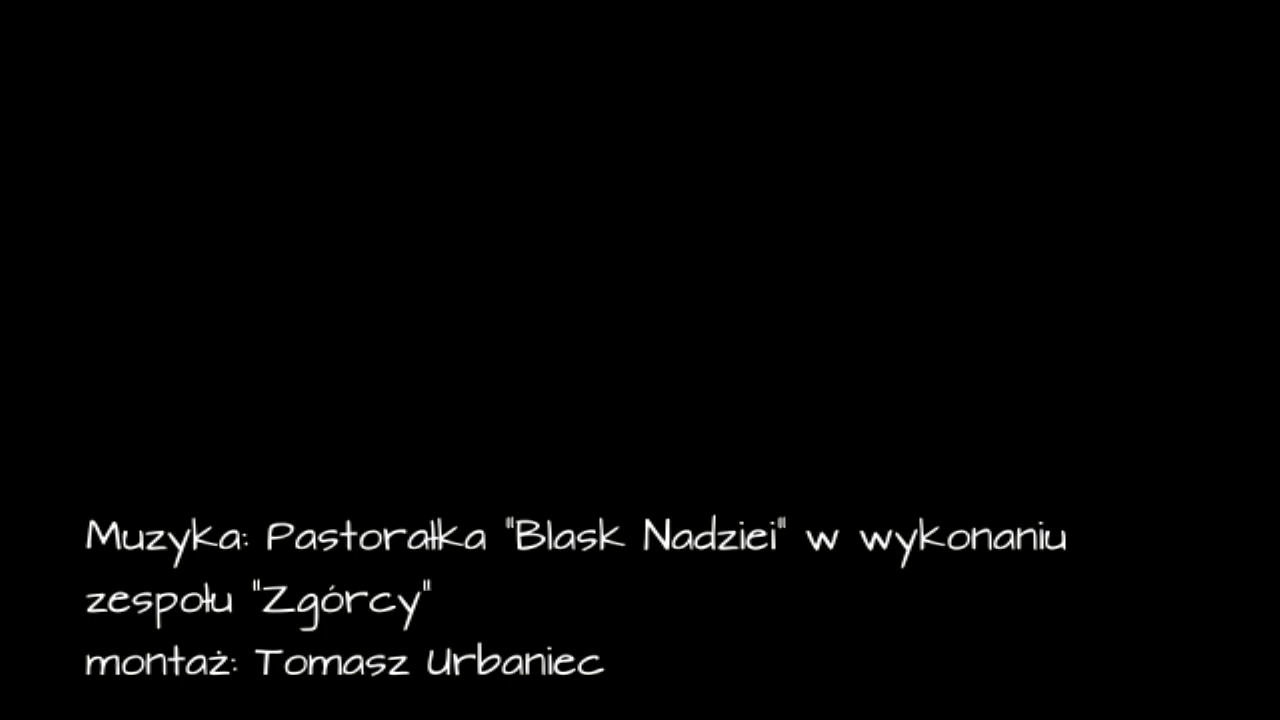 Muzyka: Pastorałka "Blask Nadziei" w wykonaniu
zespołu "Zgórcy"
montaż: Tomasz Urbaniec